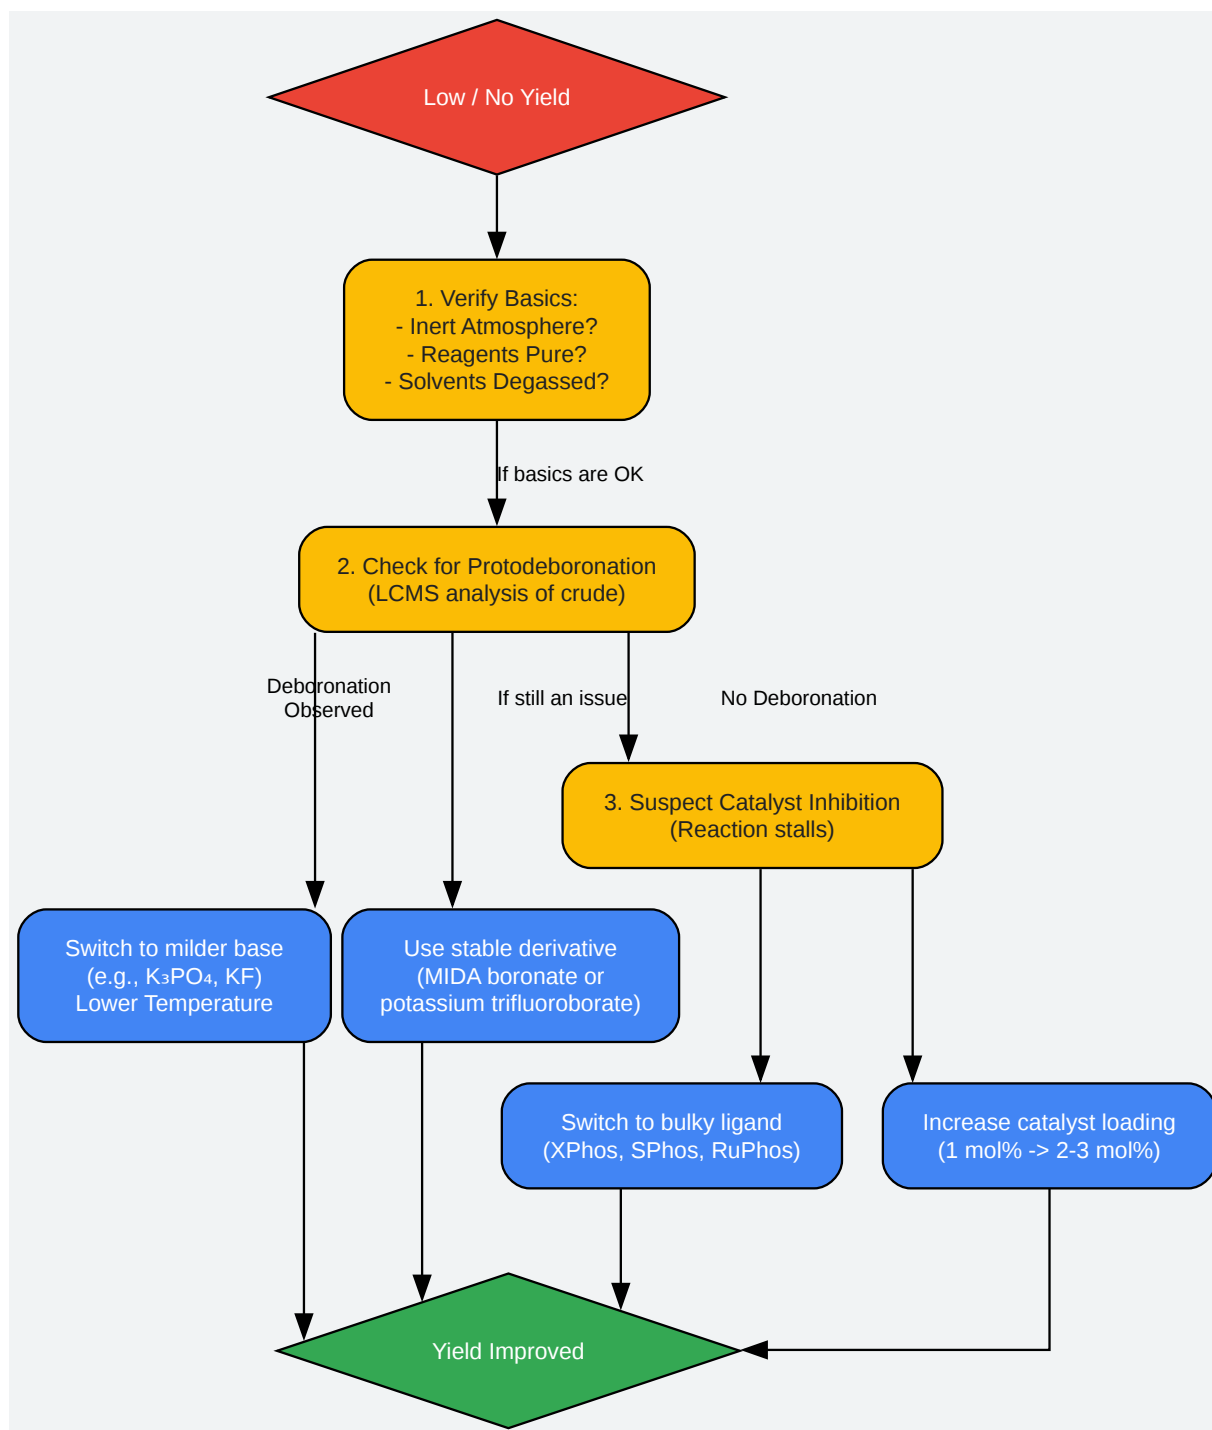 Low / No Yield
1. Verify Basics:
- Inert Atmosphere?
- Reagents Pure?
- Solvents Degassed?
If basics are OK
2. Check for Protodeboronation
(LCMS analysis of crude)
Deboronation
Observed
If still an issue
No Deboronation
3. Suspect Catalyst Inhibition
(Reaction stalls)
Switch to milder base
(e.g., K₃PO₄, KF)
Lower Temperature
Use stable derivative
(MIDA boronate or
potassium trifluoroborate)
Switch to bulky ligand
(XPhos, SPhos, RuPhos)
Increase catalyst loading
(1 mol% -> 2-3 mol%)
Yield Improved